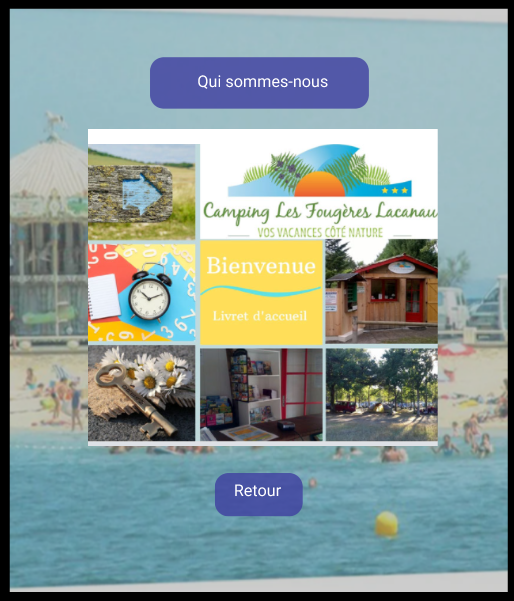 Qui sommes-nous
Camping Les Fougères Lacanau
VOS VACANCES CÔTÉ NATURE
Bienvenue
Livret d'accueil
Retour